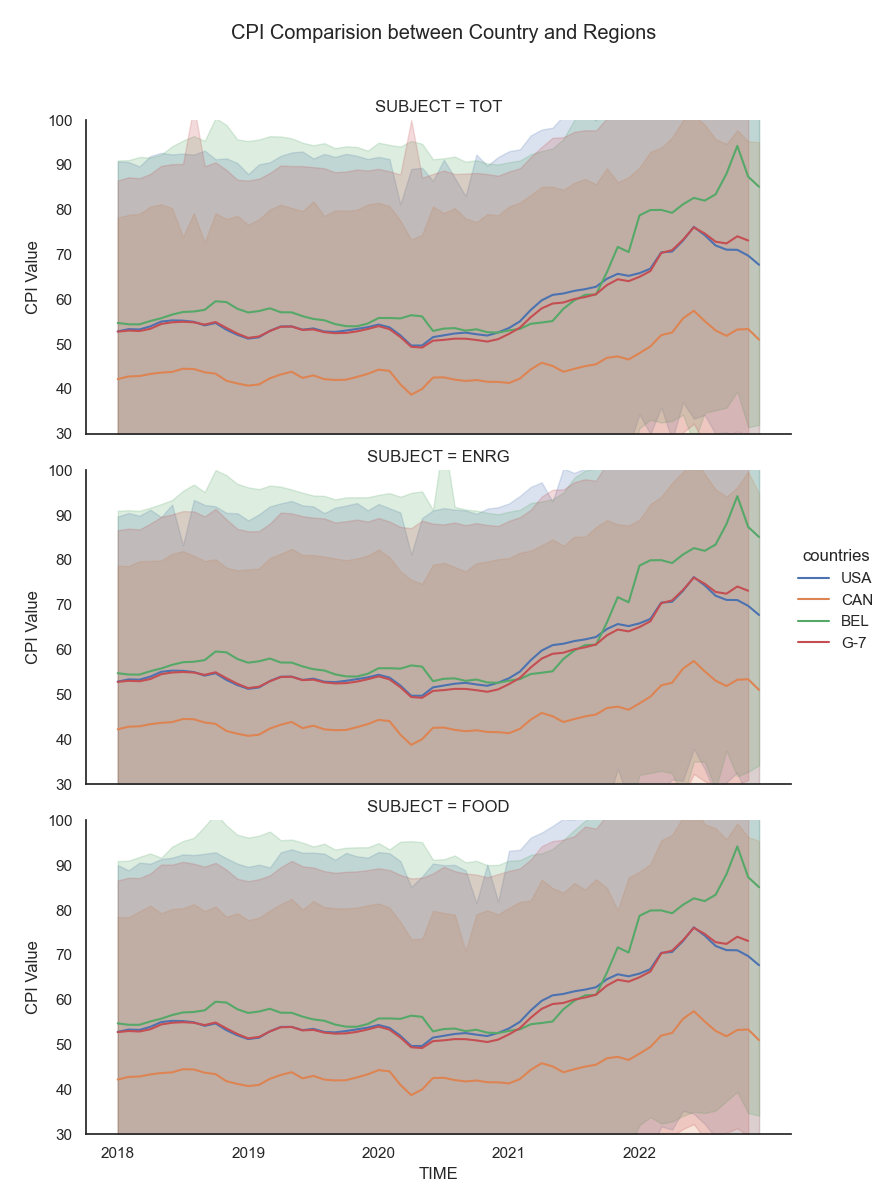 CPI Comparision between Country and Regions
SUBJECT = TOT
100
90
80
70
60
50
40
30
CPI Value
SUBJECT = ENRG
100
90
80
70
60
50
40
30
CPI Value
countries
USA
CAN
BEL
G-7
SUBJECT = FOOD
100
90
80
70
60
50
40
30
CPI Value
2018 2019 2020 2021 2022
TIME